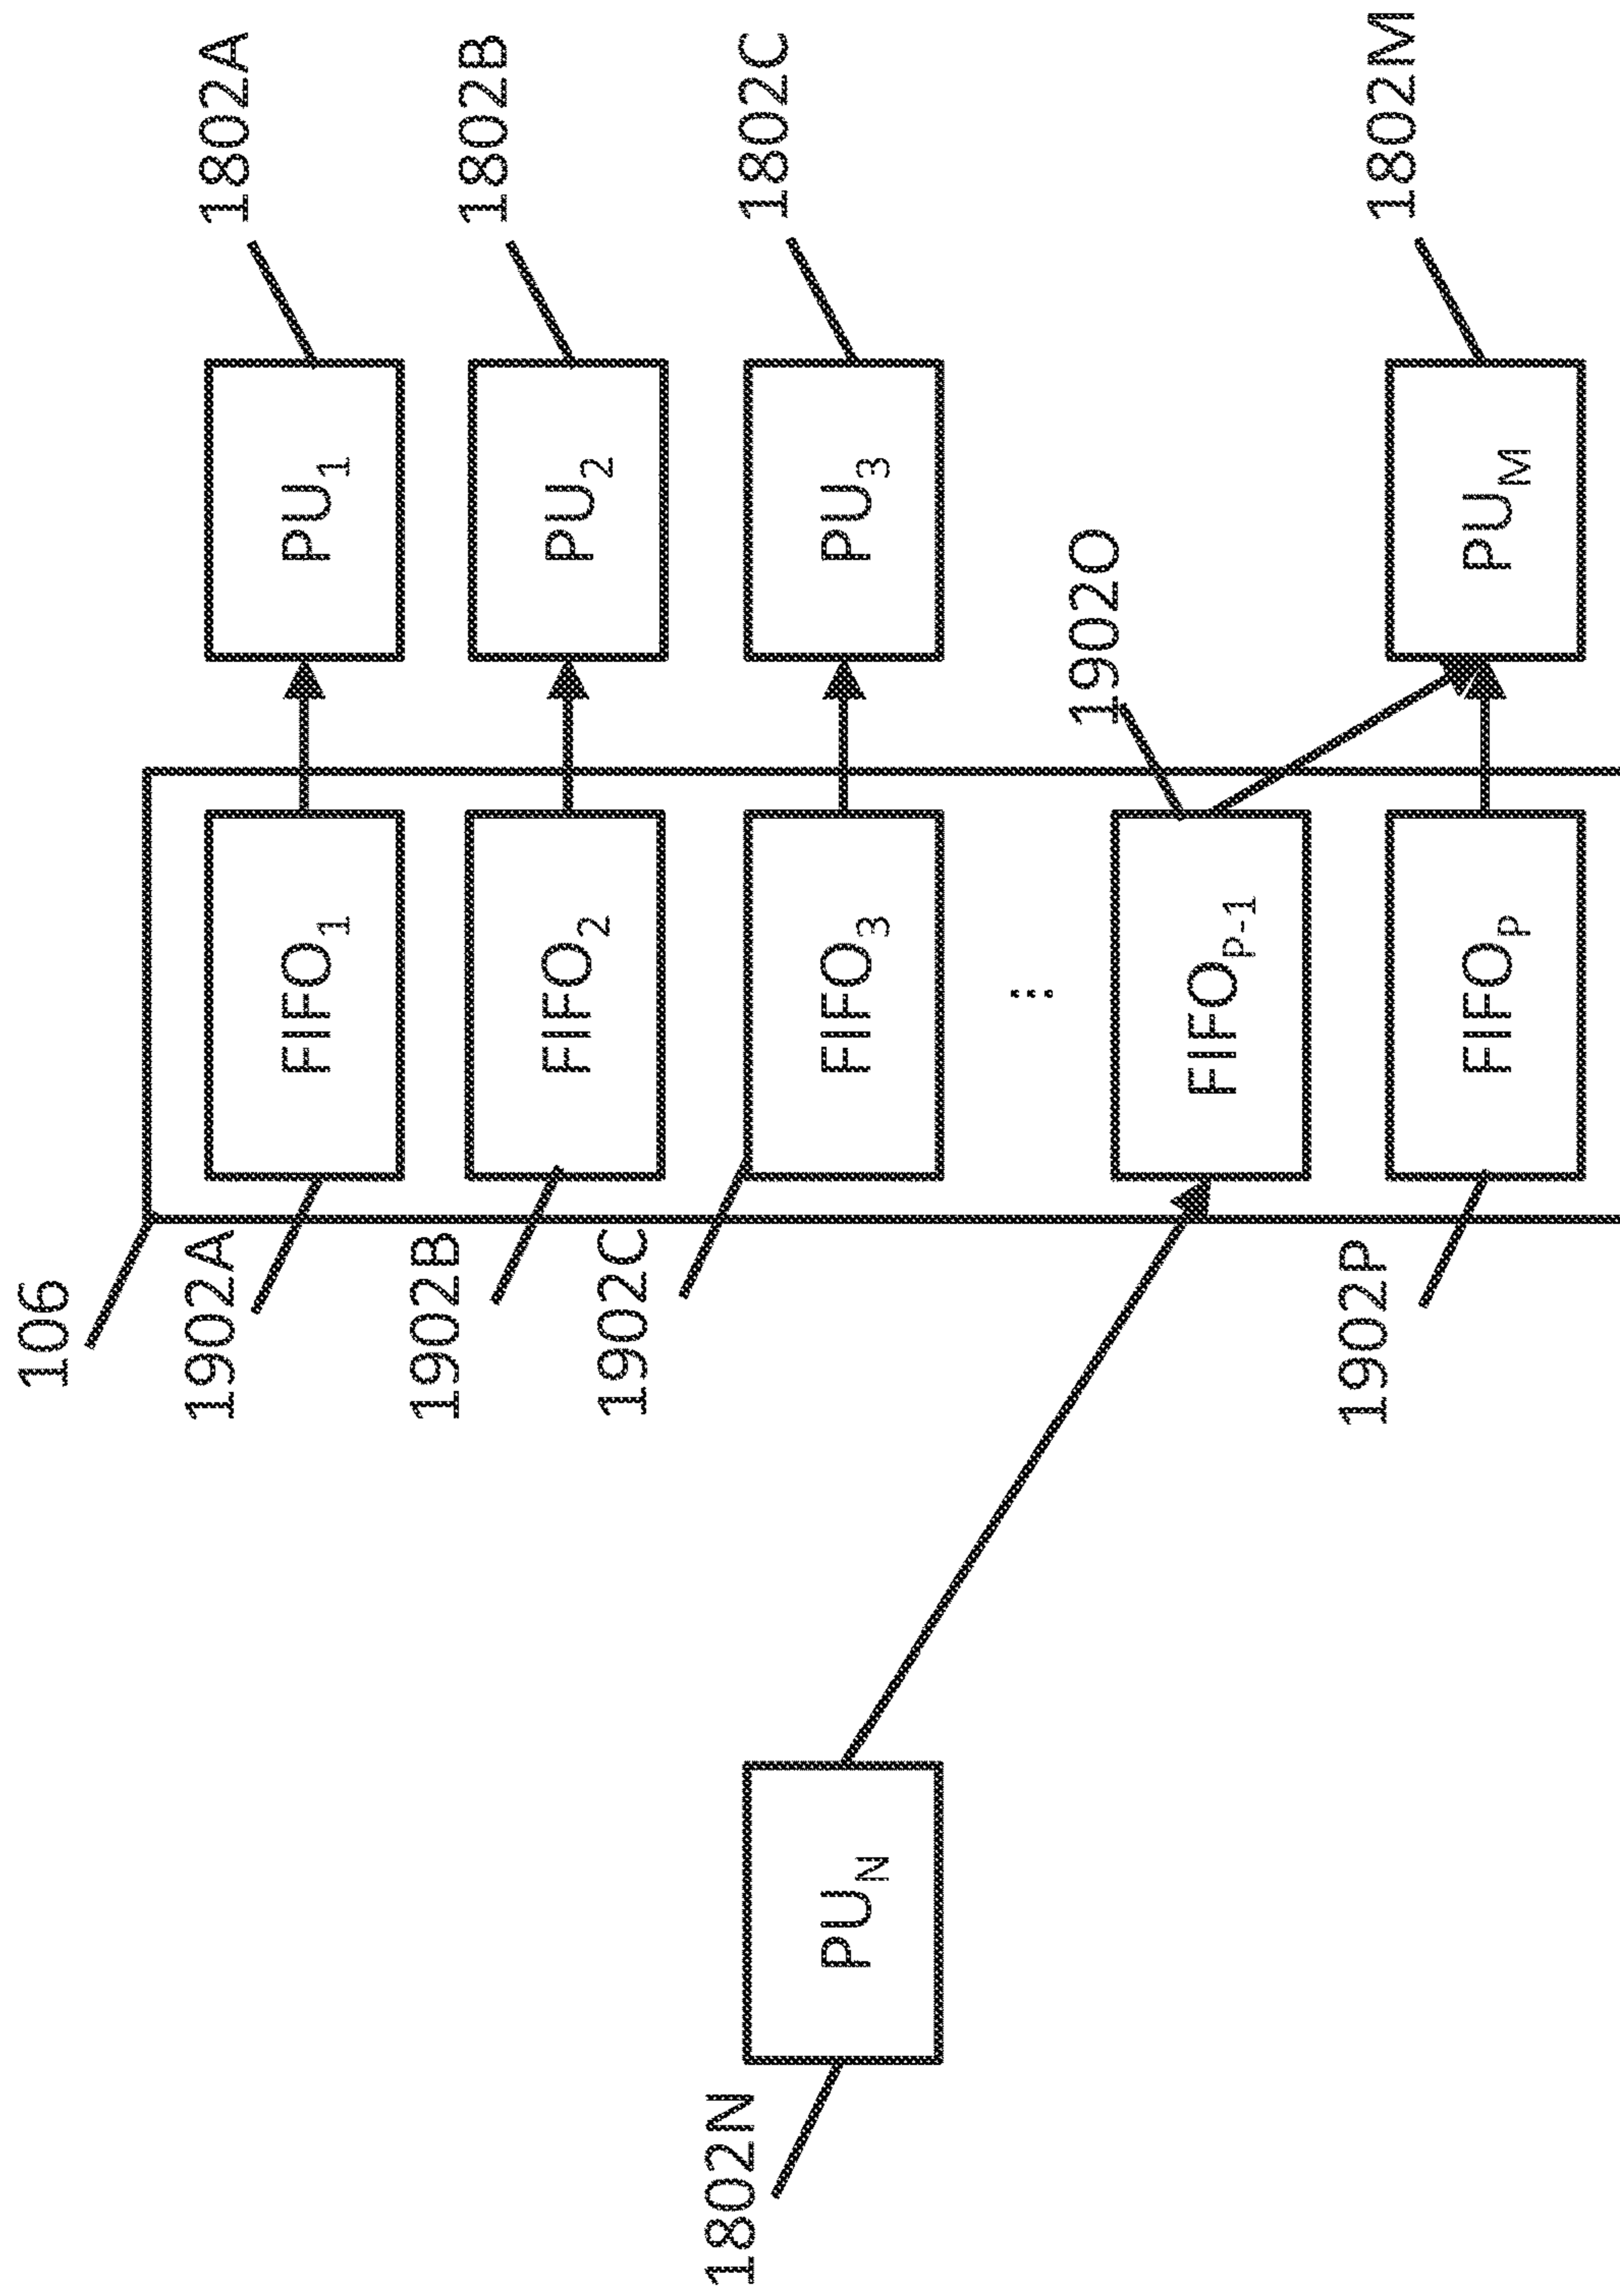 106
1902A
FIFO1
PU1
1802A
1902B
FIFO2
PU2
1802B
1902C
FIFO3
PU3
1802C
1802N
PUN
...
1902O
FIFOP-1
1902P
FIFOP
PUM
1802M